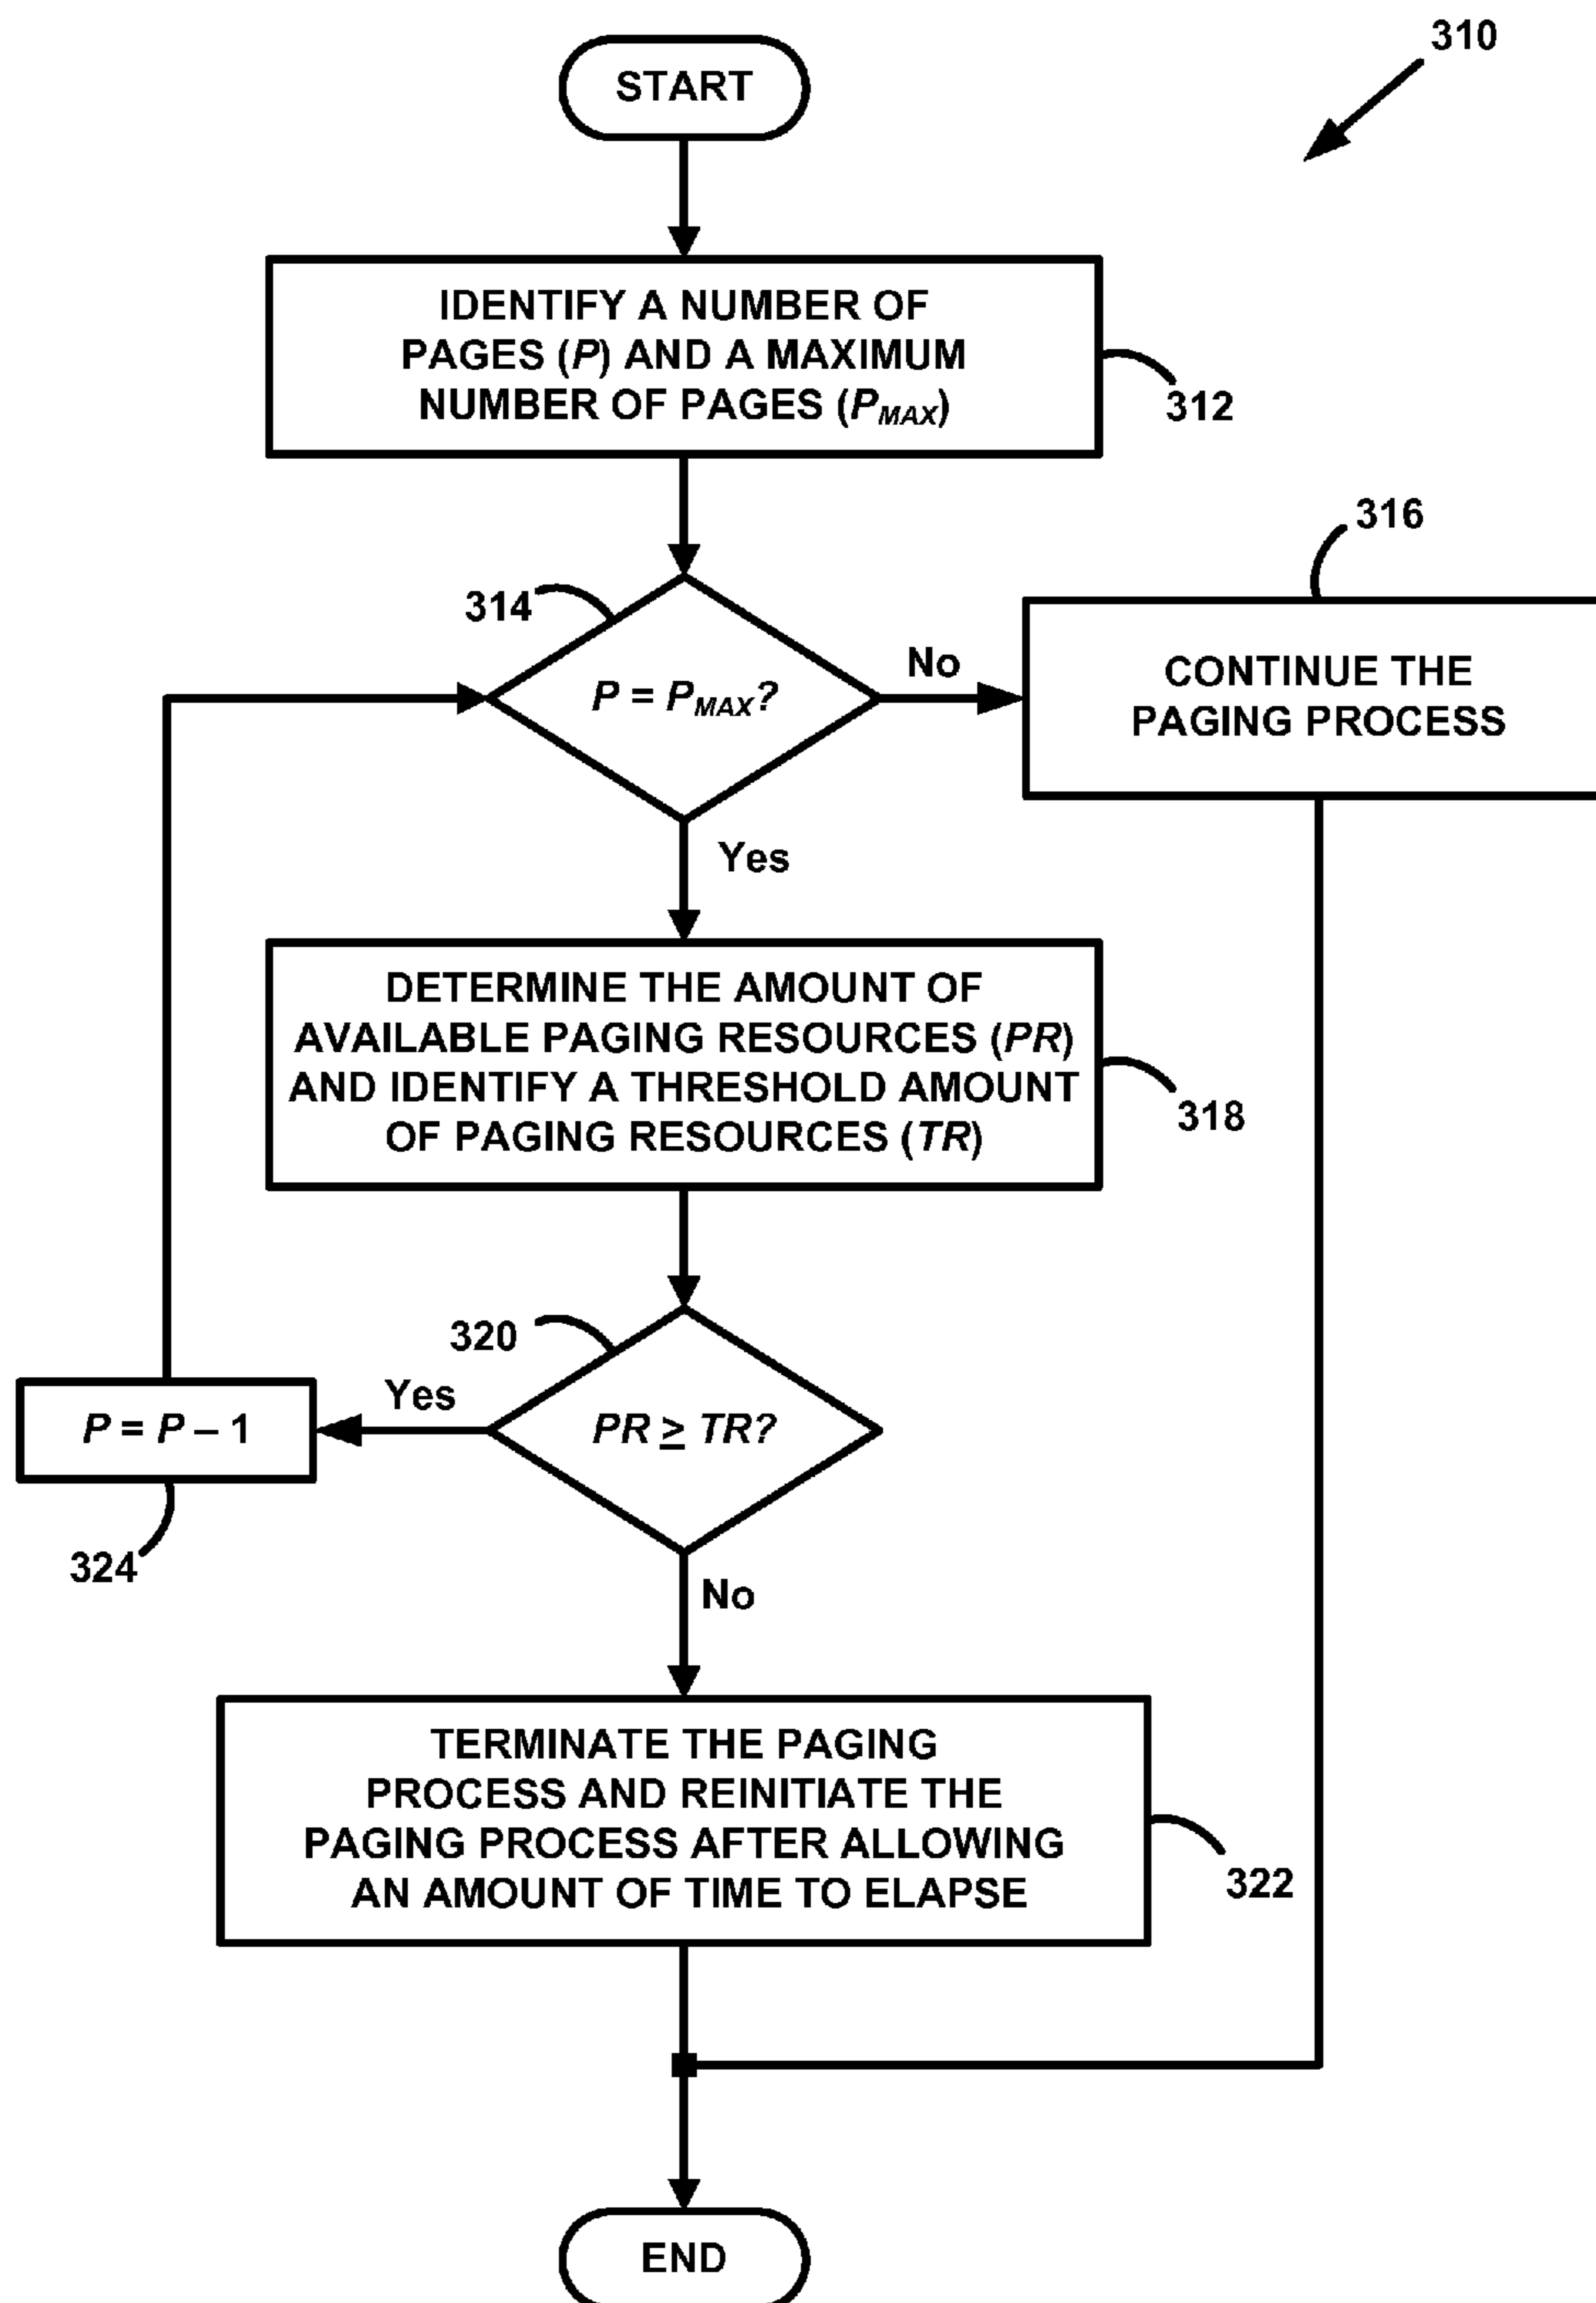 310
START
IDENTIFY A NUMBER OF
PAGES (P) AND A MAXIMUM
NUMBER OF PAGES (PMAX)
312
314
P = PMAX?
No
316
CONTINUE THE
PAGING PROCESS
Yes
DETERMINE THE AMOUNT OF
AVAILABLE PAGING RESOURCES (PR)
AND IDENTIFY A THRESHOLD AMOUNT
OF PAGING RESOURCES (TR)
318
320
PR ≥ TR?
Yes
P = P – 1
324
No
TERMINATE THE PAGING
PROCESS AND REINITIATE THE
PAGING PROCESS AFTER ALLOWING
AN AMOUNT OF TIME TO ELAPSE
322
END